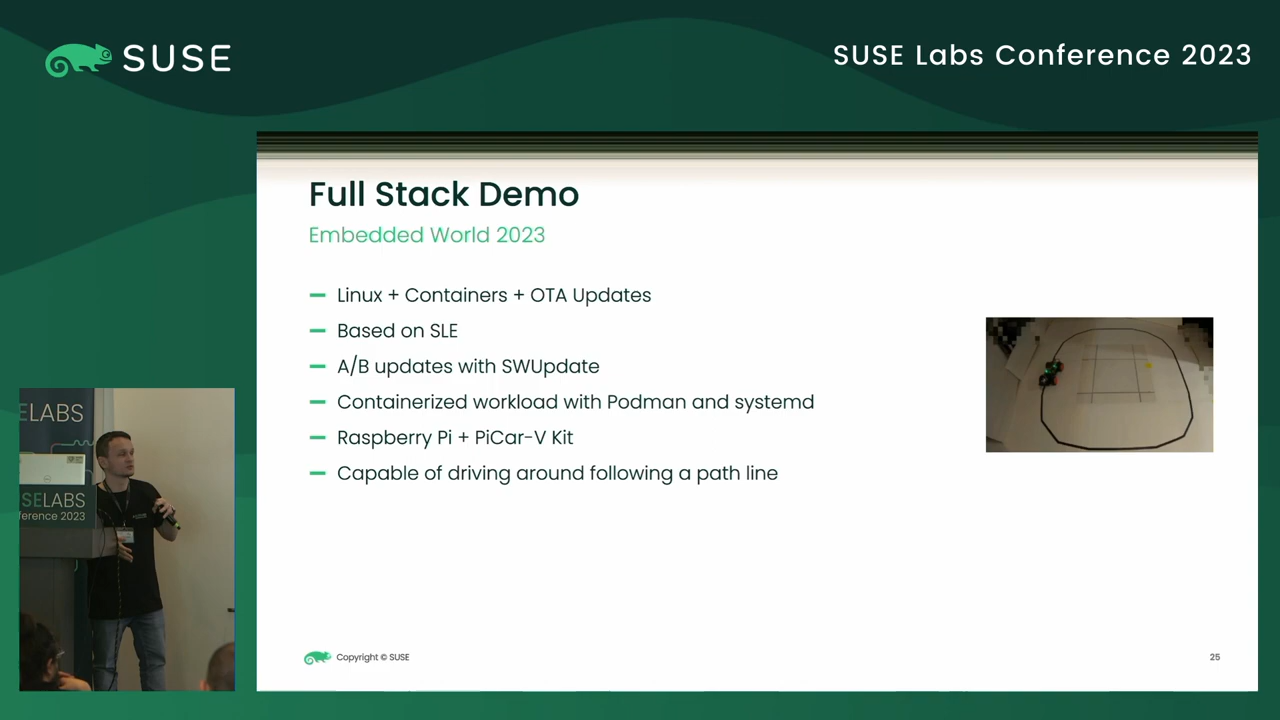 SUSE
SUSE Labs Conference 2023
Full Stack Demo
Embedded World 2023
Linux + Containers + OTA Updates
Based on SLE
A/B updates with SWUpdate
Containerized workload with Podman and systemd
Raspberry Pi + PiCar-V Kit
Capable of driving around following a path line
ELABS
USELABS
ference 2023
Copyright © SUSE
25